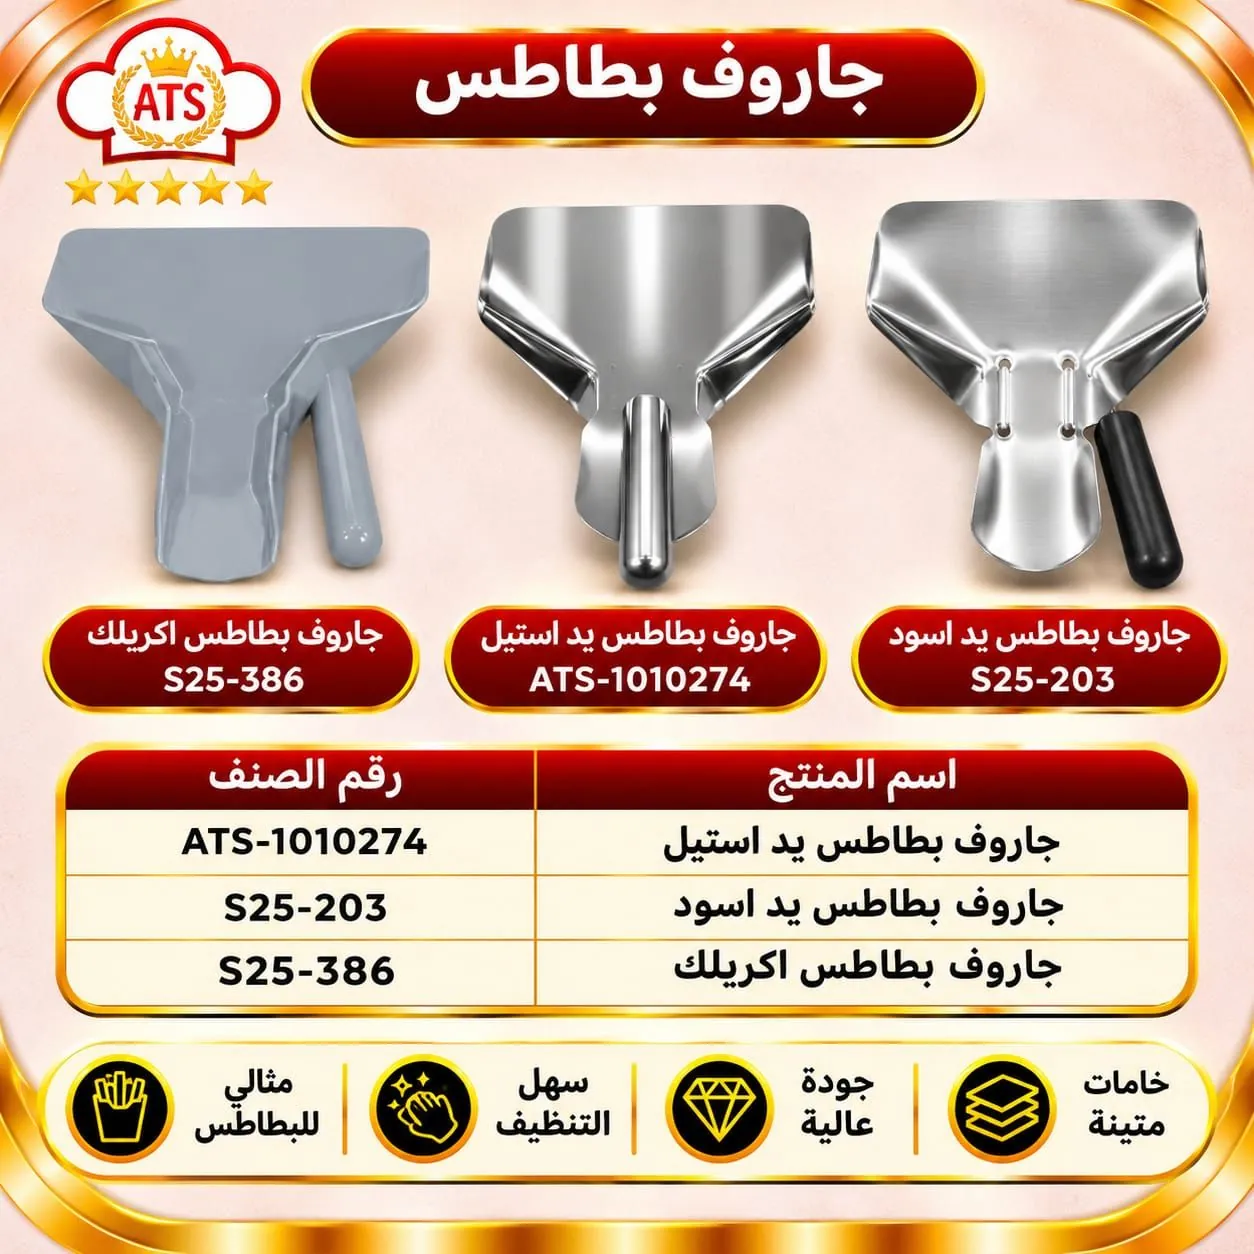 ATS
جاروف بطاطس
جاروف بطاطس اكريلك
S25-386
جاروف بطاطس يد استيل
ATS-1010274
جاروف بطاطس يد اسود
S25-203
اسم المنتج رقم الصنف
جاروف بطاطس يد استيل ATS-1010274
جاروف بطاطس يد اسود S25-203
جاروف بطاطس اكريلك S25-386
خامات
متينة
جودة
عالية
سهل
التنظيف
مثالي
للبطاطس